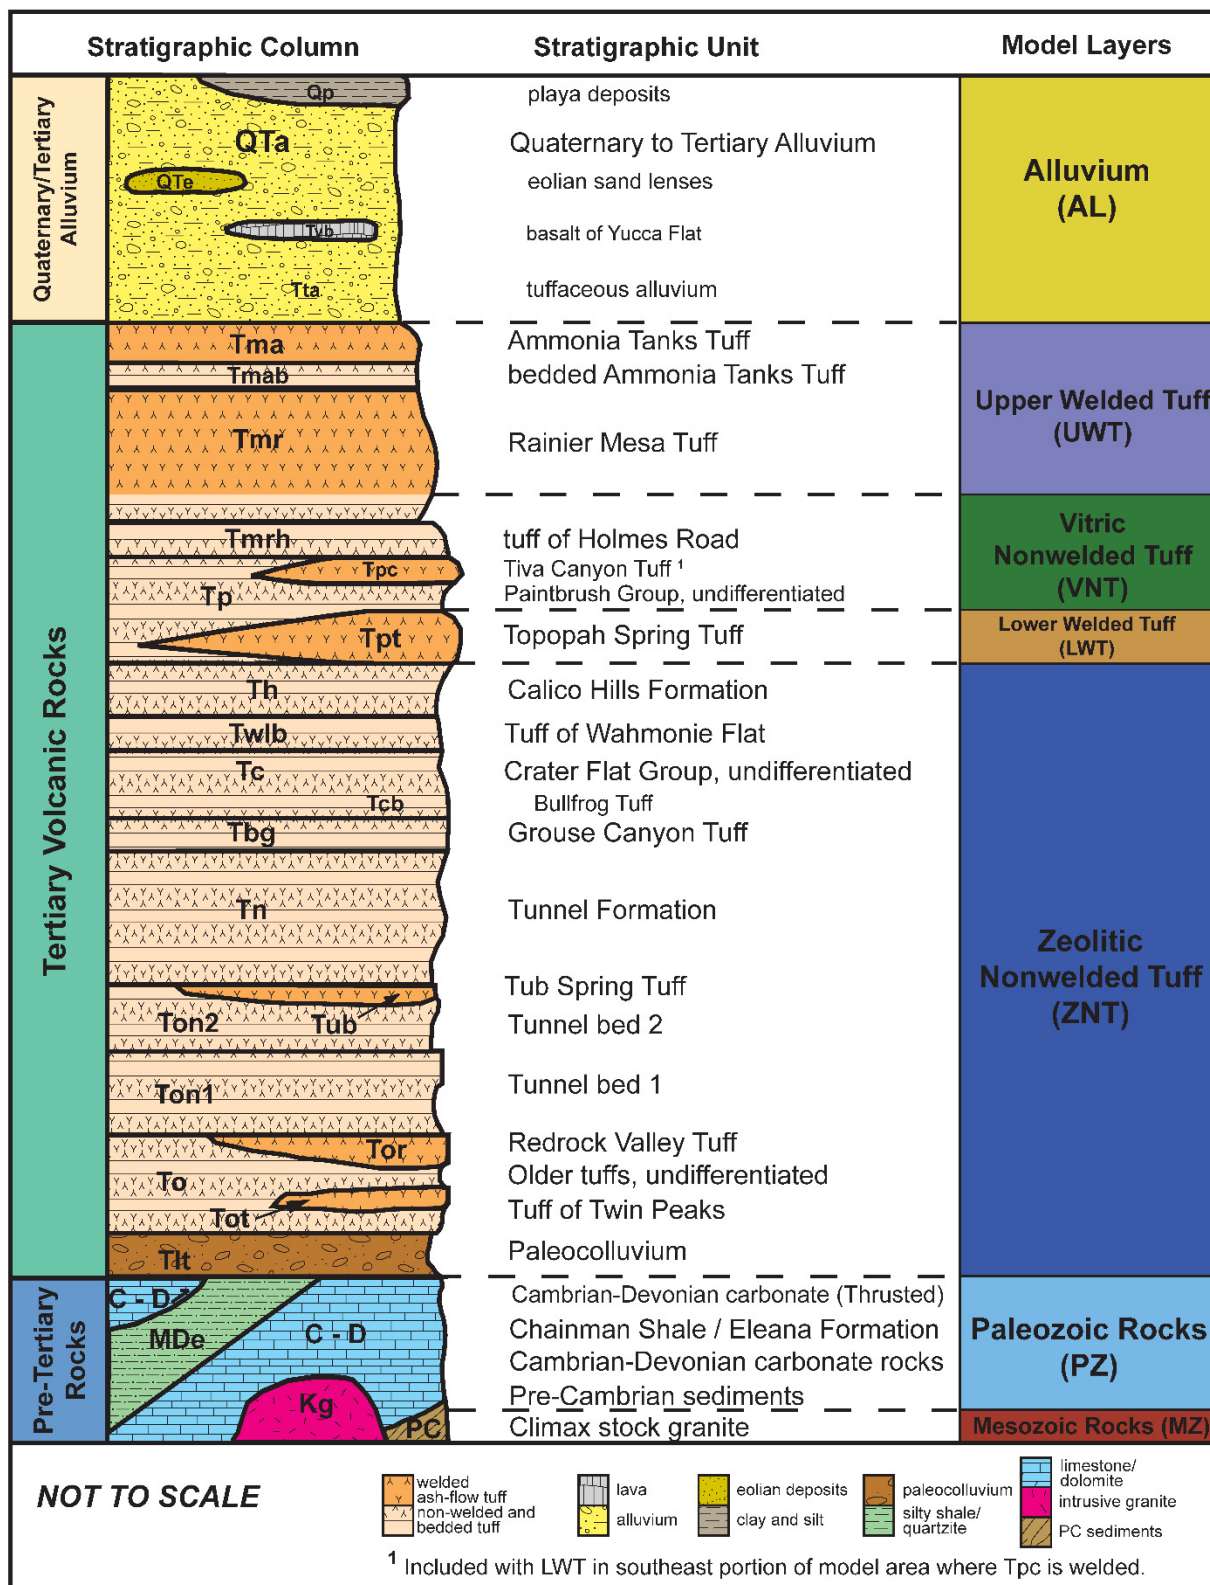 Stratigraphic Column
Stratigraphic Unit
Model Layers
Quaternary/Tertiary
Alluvium
Qp
QTa
QTe
Tyb
Tta
playa deposits
Quaternary to Tertiary Alluvium
eolian sand lenses
basalt of Yucca Flat
tuffaceous alluvium
Alluvium
(AL)
Tertiary Volcanic Rocks
Tma
Tmab
Tmr
Tmrh
Tpc
Tp
Tpt
Th
Twlb
Tc
Tcb
Tbg
Tn
Ton2
Tub
Ton1
Tor
To
Tot
Tlt
Ammonia Tanks Tuff
bedded Ammonia Tanks Tuff
Rainier Mesa Tuff
tuff of Holmes Road
Tiva Canyon Tuff ¹
Paintbrush Group, undifferentiated
Topopah Spring Tuff
Calico Hills Formation
Tuff of Wahmonie Flat
Crater Flat Group, undifferentiated
Bullfrog Tuff
Grouse Canyon Tuff
Tunnel Formation
Tub Spring Tuff
Tunnel bed 2
Tunnel bed 1
Redrock Valley Tuff
Older tuffs, undifferentiated
Tuff of Twin Peaks
Paleocolluvium
Upper Welded Tuff
(UWT)
Vitric
Nonwelded Tuff
(VNT)
Lower Welded Tuff
(LWT)
Zeolitic
Nonwelded Tuff
(ZNT)
Pre-Tertiary
Rocks
C - D
MDe
C - D
Kg
PC
Cambrian-Devonian carbonate (Thrusted)
Chainman Shale / Eleana Formation
Cambrian-Devonian carbonate rocks
Pre-Cambrian sediments
Climax stock granite
Paleozoic Rocks
(PZ)
Mesozoic Rocks (MZ)
NOT TO SCALE
welded
ash-flow tuff
non-welded and
bedded tuff
lava
alluvium
eolian deposits
clay and silt
paleocolluvium
silty shale/
quartzite
limestone/
dolomite
intrusive granite
PC sediments
¹ Included with LWT in southeast portion of model area where Tpc is welded.